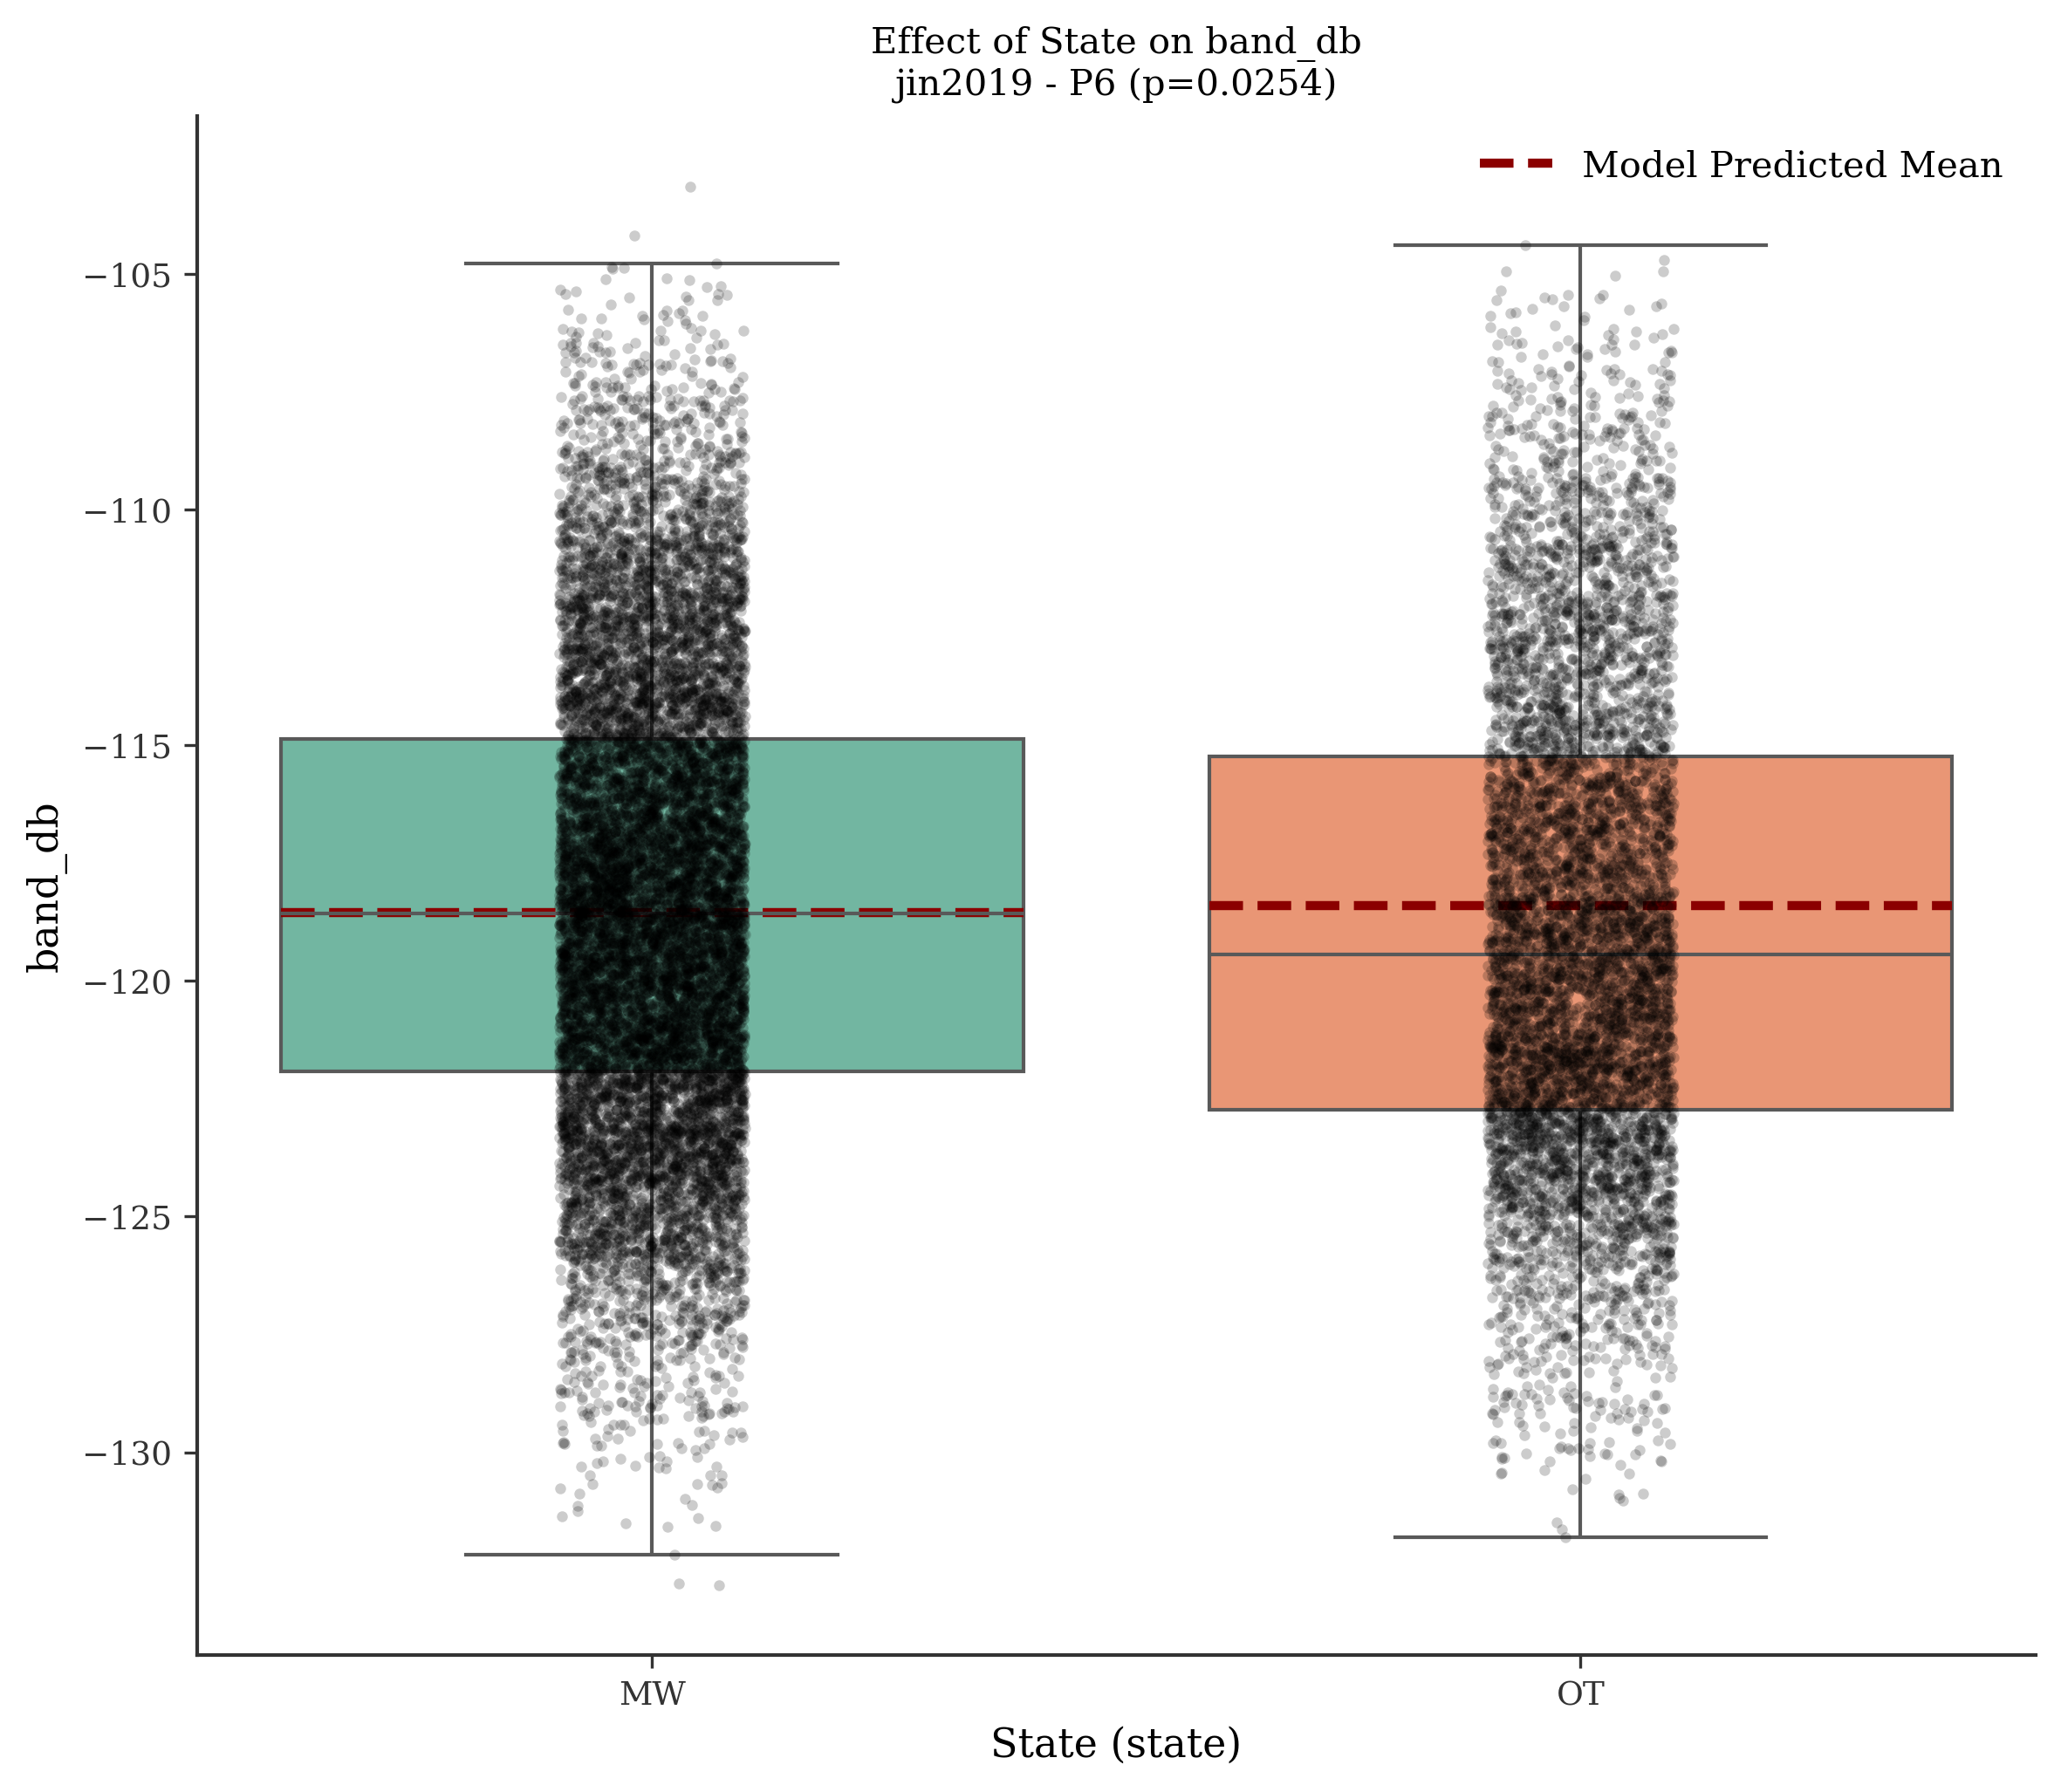 Effect of State on band_db
jin2019 - P6 (p=0.0254)
Model Predicted Mean
−105
−110
−115
−120
−125
−130
band_db
MW
OT
State (state)